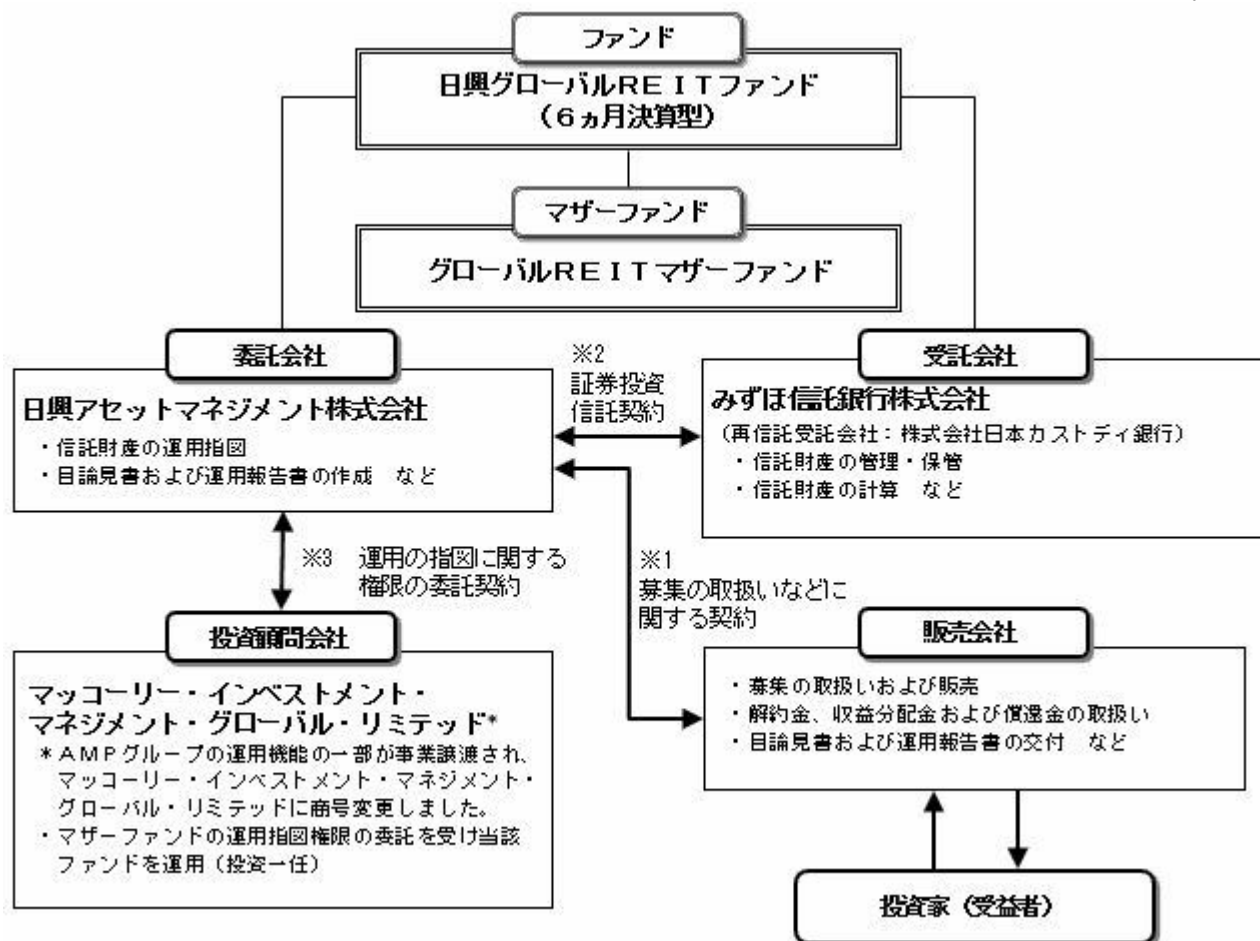 ファンド
日興グローバルREITファンド
(6ヵ月決算型)
マザーファンド
グローバルREITマザーファンド
委託会社
日興アセットマネジメント株式会社
・信託財産の運用指図
・目論見書および運用報告書の作成 など
※2
証券投資
信託契約
受託会社
みずほ信託銀行株式会社
(再信託受託会社:株式会社日本カストディ銀行)
・信託財産の管理・保管
・信託財産の計算 など
※3 運用の指図に関する
権限の委託契約
※1
募集の取扱いなどに
関する契約
投資顧問会社
マッコーリー・インベストメント・
マネジメント・グローバル・リミテッド*
*AMPグループの運用機能の一部が事業譲渡され、
マッコーリー・インベストメント・マネジメント・
グローバル・リミテッドに商号変更しました。
・マザーファンドの運用指図権限の委託を受け当該
ファンドを運用(投資一任)
販売会社
・募集の取扱いおよび販売
・解約金、収益分配金および償還金の取扱い
・目論見書および運用報告書の交付 など
投資家(受益者)